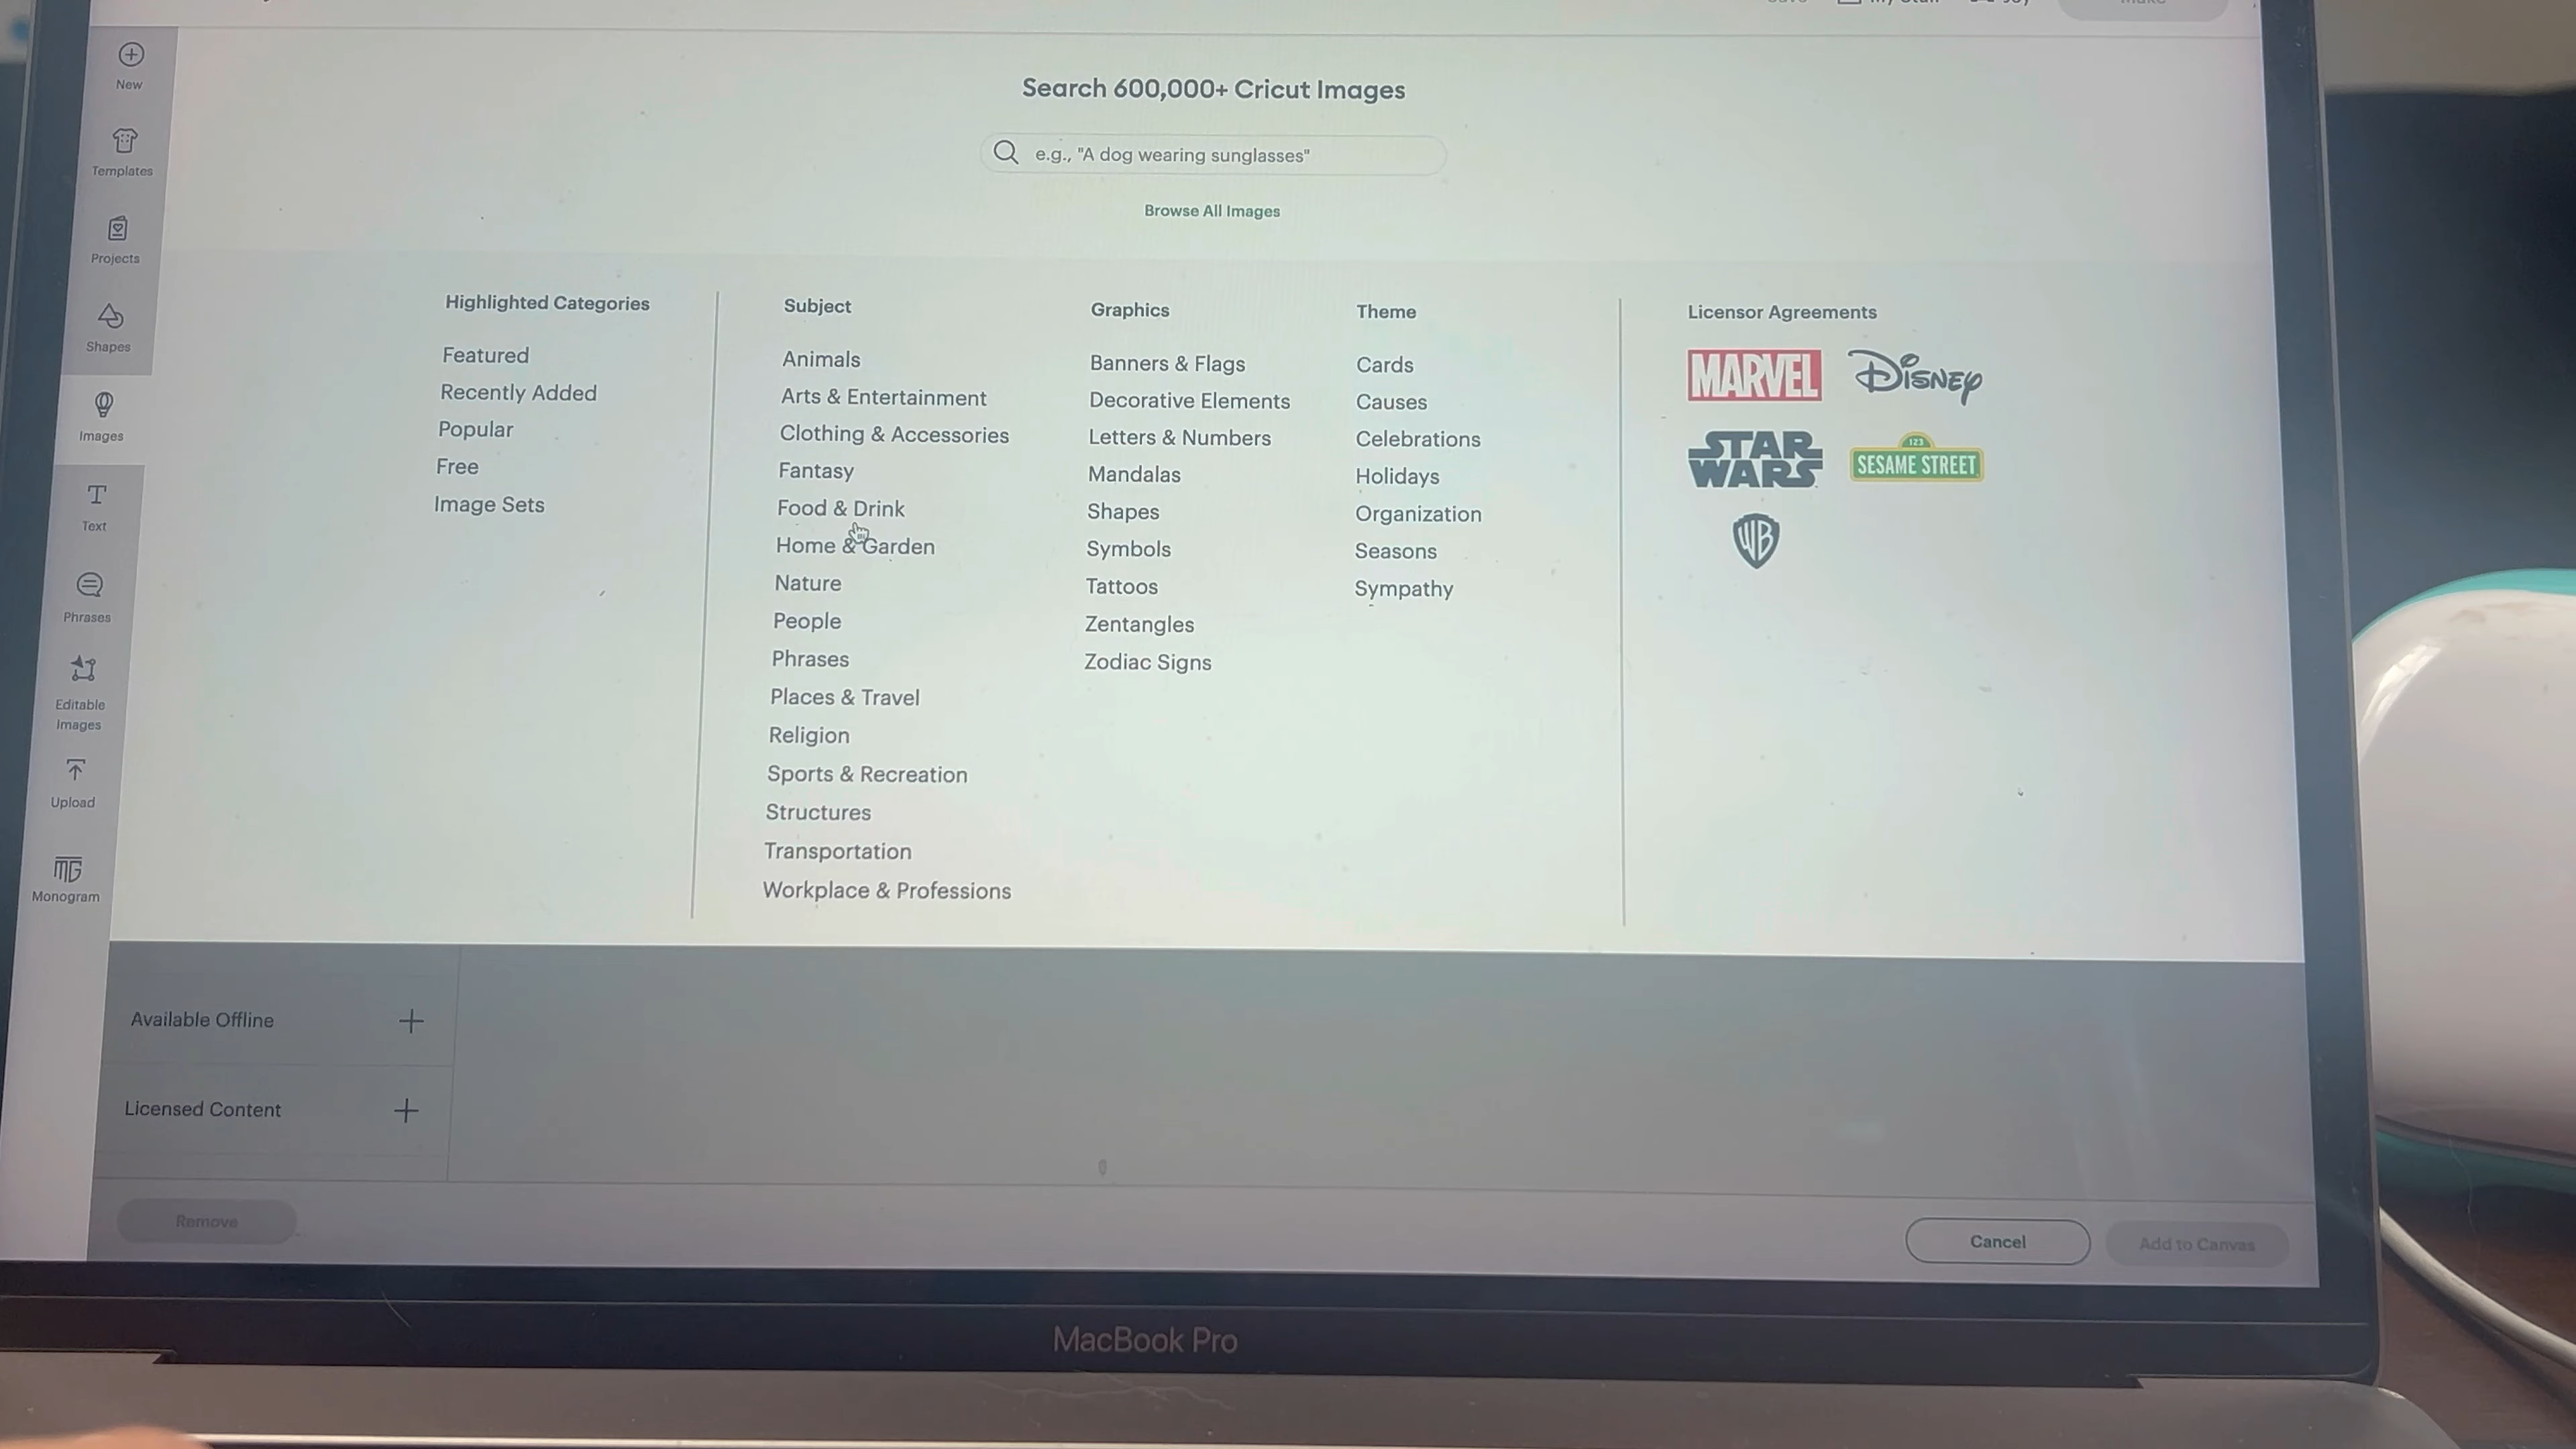 New
Templates
Projects
Shapes
Images
Text
Phrases
Editable
Images
Upload
Monogram
Search 600,000+ Cricut Images
e.g., "A dog wearing sunglasses"
Browse All Images
Highlighted Categories
Featured
Recently Added
Popular
Free
Image Sets
Subject
Animals
Arts & Entertainment
Clothing & Accessories
Fantasy
Food & Drink
Home & Garden
Nature
People
Phrases
Places & Travel
Religion
Sports & Recreation
Structures
Transportation
Workplace & Professions
Graphics
Banners & Flags
Decorative Elements
Letters & Numbers
Mandalas
Shapes
Symbols
Tattoos
Zentangles
Zodiac Signs
Theme
Cards
Causes
Celebrations
Holidays
Organization
Seasons
Sympathy
Licensor Agreements
MARVEL
Disney
STAR
WARS
123
SESAME STREET
WB
Available Offline
Licensed Content
Remove
Cancel
Add to Canvas
MacBook Pro